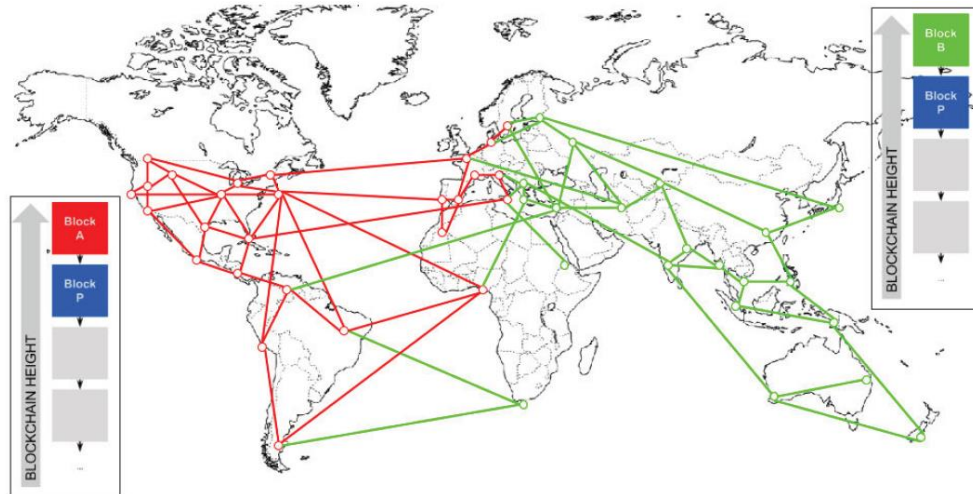 BLOCKCHAIN HEIGHT
Block
A
Block
P
...
BLOCKCHAIN HEIGHT
Block
B
Block
P
...